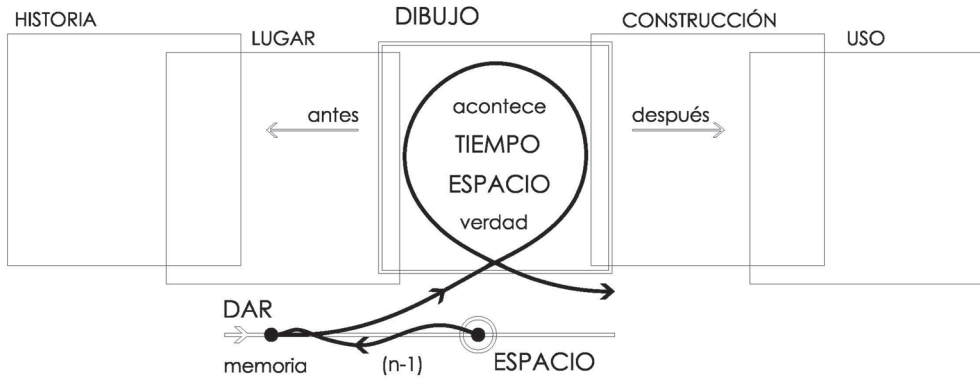 HISTORIA
LUGAR
DIBUJO
CONSTRUCCIÓN
USO
antes
acontece
TIEMPO
ESPACIO
verdad
después
DAR
memoria
(n-1)
ESPACIO